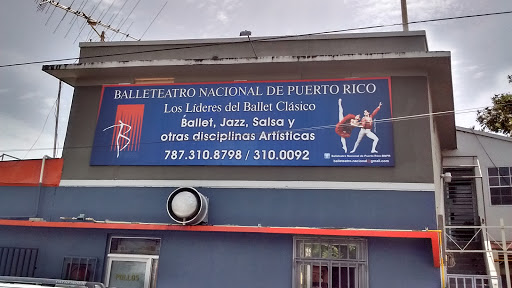 BALLETEATRO NACIONAL DE PUERTO RICO
Los Líderes del Ballet Clásico
Ballet, Jazz, Salsa y
otras disciplinas Artísticas
787.310.8798 / 310.0092